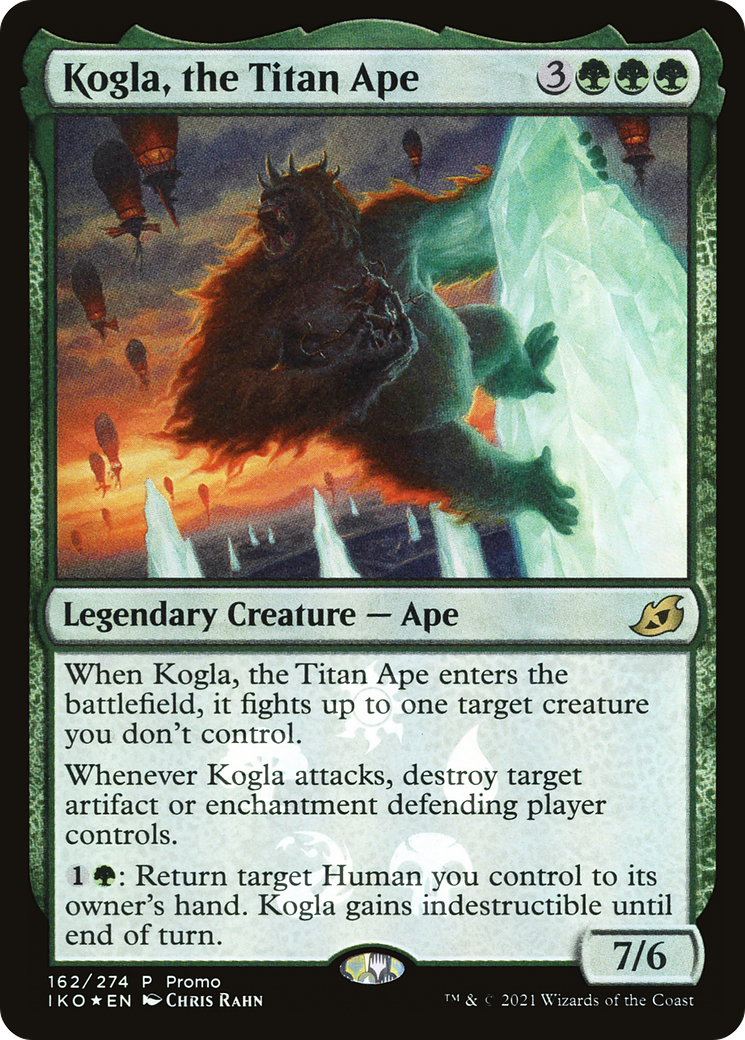 Kogla, the Titan Ape 3
Legendary Creature — Ape
When Kogla, the Titan Ape enters the
battlefield, it fights up to one target creature
you don't control.
Whenever Kogla attacks, destroy target
artifact or enchantment defending player
controls.
1 : Return target Human you control to its
owner's hand. Kogla gains indestructible until
end of turn.
7/6
162/274 P Promo
IKO★EN Chris Rahn
™ & © 2021 Wizards of the Coast